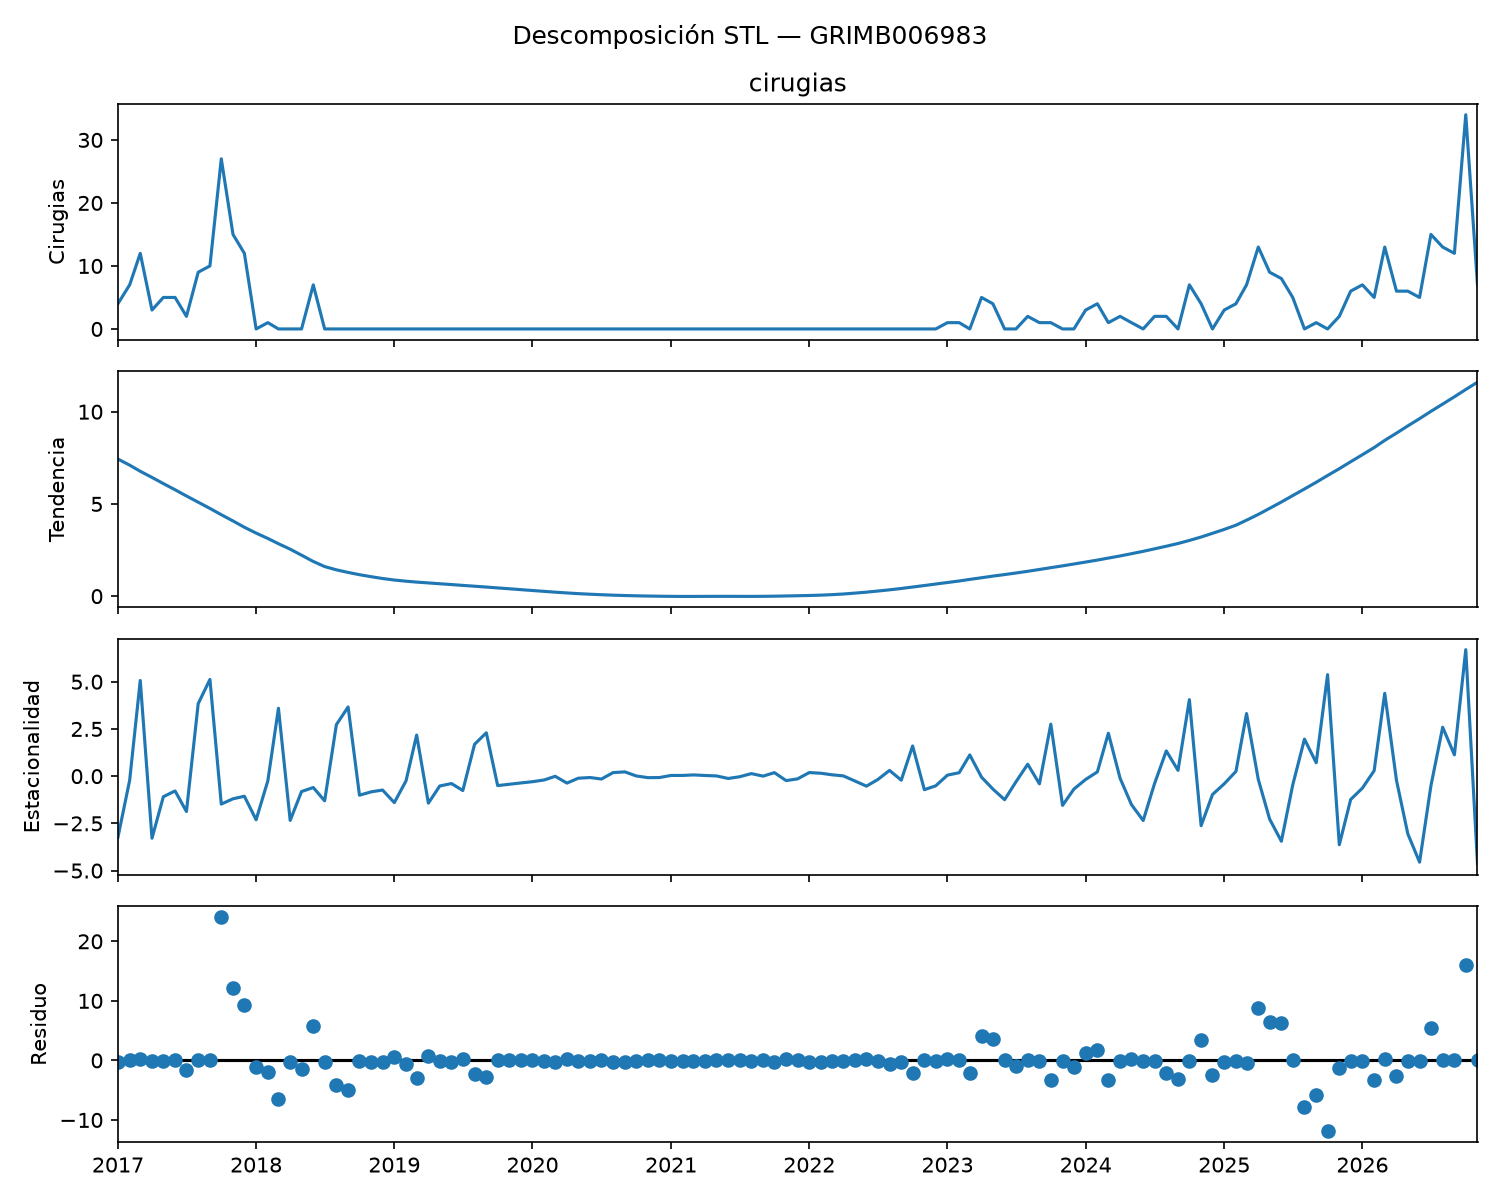 Descomposición STL — GRIMB006983
cirugias
Cirugias
30
20
10
0
Tendencia
10
5
0
Estacionalidad
5.0
2.5
0.0
−2.5
−5.0
Residuo
20
10
0
−10
2017 2018 2019 2020 2021 2022 2023 2024 2025 2026